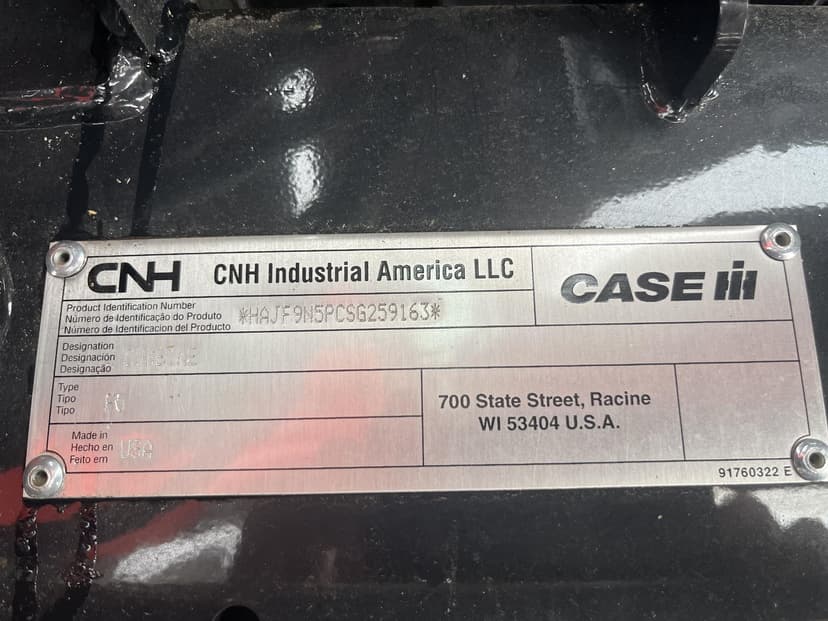 CNH CNH Industrial America LLC
CASE IH
Product Identification Number
Número de Identificação do Produto
Número de Identificacion del Producto
*HAJF9N5PCSG259163*
Designation
Designación
Designação
Type
Tipo
Tipo
Made in
Hecho en
Feito em
USA
700 State Street, Racine
WI 53404 U.S.A.
91760322 E